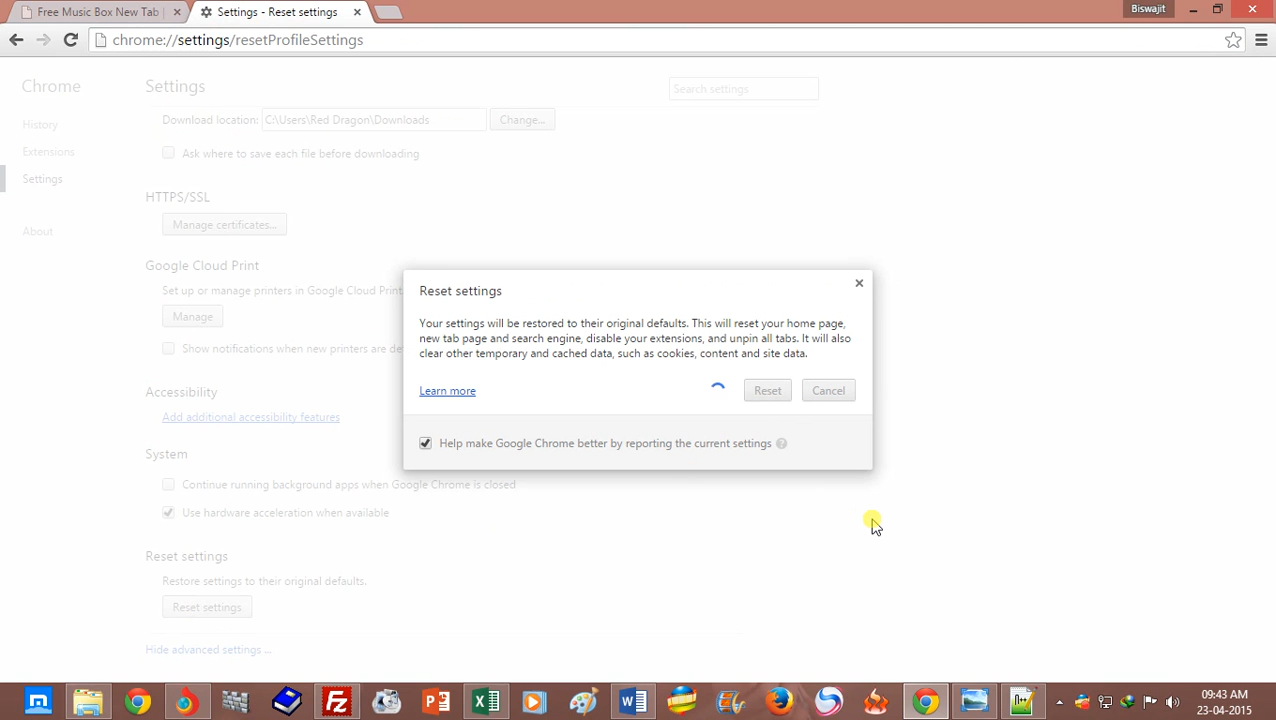 Free Music Box New Tab
Settings - Reset settings
Biswajit
chrome://settings/resetProfileSettings
Chrome
Settings
Search settings
History
Extensions
Settings
About
Download location: C:\Users\Red Dragon\Downloads Change...
Ask where to save each file before downloading
HTTPS/SSL
Manage certificates...
Google Cloud Print
Set up or manage printers in Google Cloud Print
Manage
Show notifications when new printers are
Accessibility
Add additional accessibility features
System
Continue running background apps when Google Chrome is closed
Use hardware acceleration when available
Reset settings
Restore settings to their original defaults.
Reset settings
Hide advanced settings ...
Reset settings
Your settings will be restored to their original defaults. This will reset your home page,
new tab page and search engine, disable your extensions, and unpin all tabs. It will also
clear other temporary and cached data, such as cookies, content and site data.
Learn more
Reset Cancel
Help make Google Chrome better by reporting the current settings
09:43 AM
23-04-2015